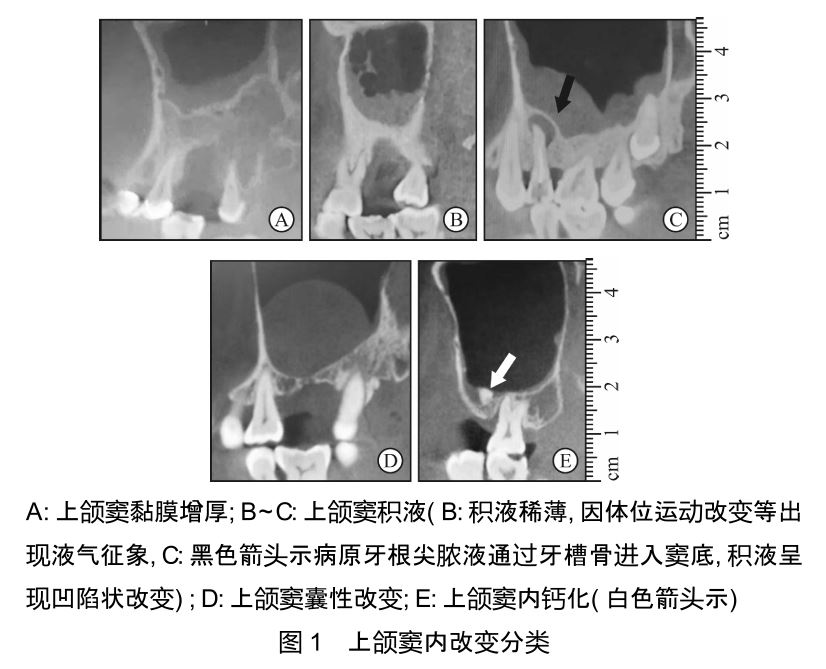 A
B
C
4
3
2
1
cm
D
E
4
3
2
1
cm
A: 上颌窦黏膜增厚; B~C: 上颌窦积液( B: 积液稀薄, 因体位运动改变等出
现液气征象, C: 黑色箭头示病原牙根尖脓液通过牙槽骨进入窦底, 积液呈
现凹陷状改变) ; D: 上颌窦囊性改变; E: 上颌窦内钙化( 白色箭头示)
图 1 上颌窦内改变分类